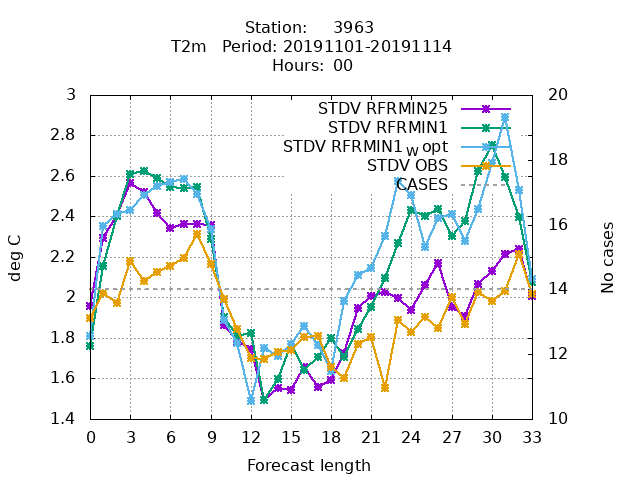 Station: 3963
T2m Period: 20191101-20191114
Hours: 00
3 20
STDV RFRMIN25
STDV RFRMIN1
2.8
STDV RFRMIN1_w opt
18
STDV OBS
2.6
CASES
2.4
16
2.2
deg C
No cases
2 14
1.8
12
1.6
1.4 10
0 3 6 9 12 15 18 21 24 27 30 33
Forecast length